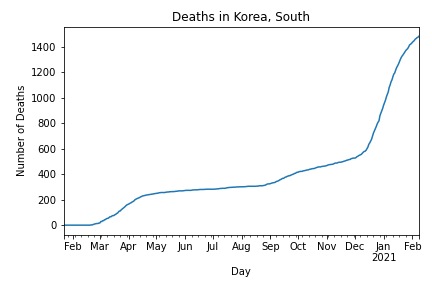 Deaths in Korea, South
Number of Deaths
1400
1200
1000
800
600
400
200
0
Feb Mar Apr May Jun Jul Aug Sep Oct Nov Dec Jan Feb
2021
Day